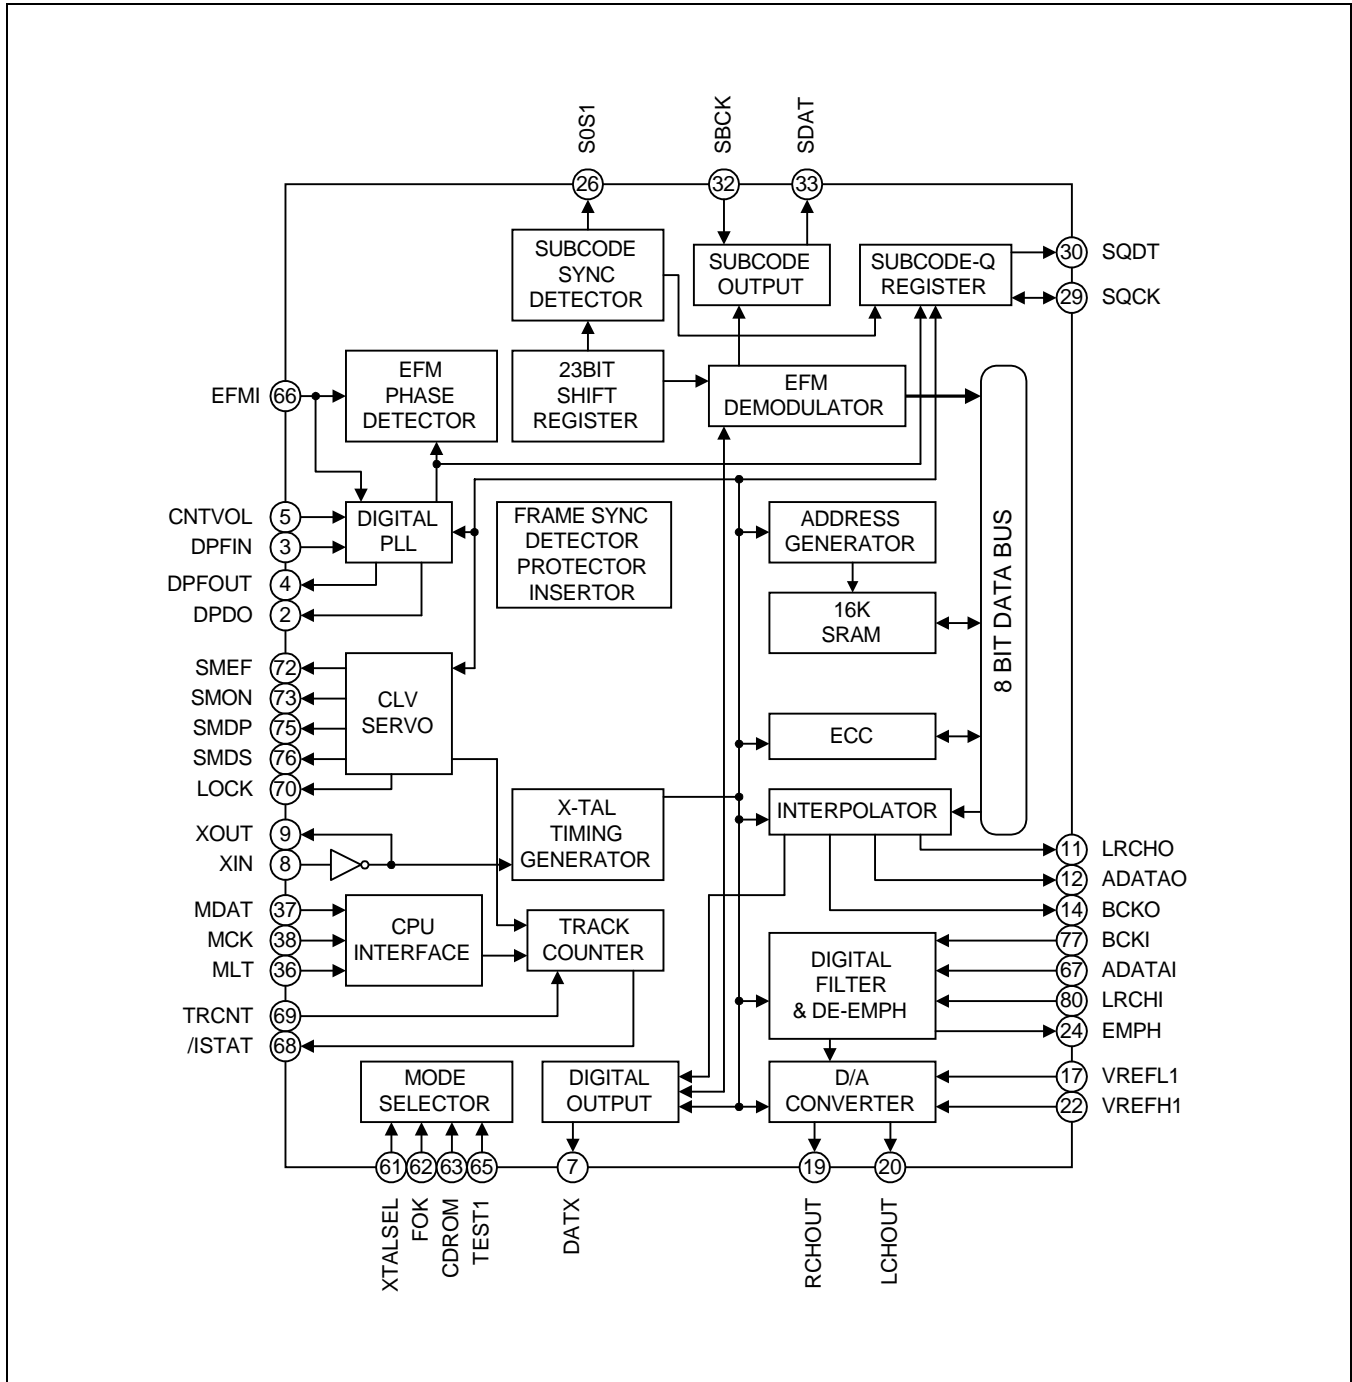 S0S1
SBCK
SDAT
26
32
33
SUBCODE
SYNC
DETECTOR
SUBCODE
OUTPUT
SUBCODE-Q
REGISTER
30 SQDT
29 SQCK
EFMI 66
EFM
PHASE
DETECTOR
23BIT
SHIFT
REGISTER
EFM
DEMODULATOR
8 BIT DATA BUS
CNTVOL 5
DPFIN 3
DPFOUT 4
DPDO 2
DIGITAL
PLL
FRAME SYNC
DETECTOR
PROTECTOR
INSERTOR
ADDRESS
GENERATOR
16K
SRAM
SMEF 72
SMON 73
SMDP 75
SMDS 76
LOCK 70
CLV
SERVO
ECC
XOUT 9
XIN 8
X-TAL
TIMING
GENERATOR
INTERPOLATOR
11 LRCHO
12 ADATAO
14 BCKO
77 BCKI
67 ADATAI
80 LRCHI
24 EMPH
MDAT 37
MCK 38
MLT 36
CPU
INTERFACE
TRACK
COUNTER
DIGITAL
FILTER
& DE-EMPH
TRCNT 69
/ISTAT 68
MODE
SELECTOR
DIGITAL
OUTPUT
D/A
CONVERTER
17 VREFL1
22 VREFH1
61
62
63
65
7
19
20
XTALSEL
FOK
CDROM
TEST1
DATX
RCHOUT
LCHOUT